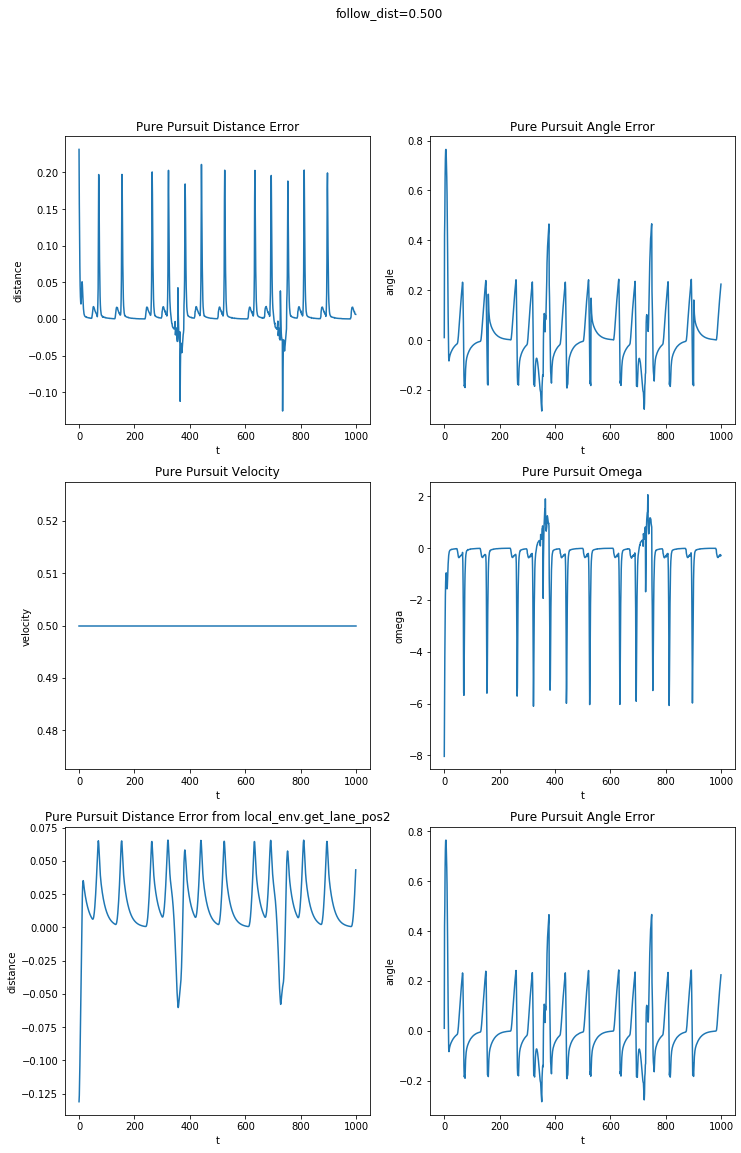 follow_dist=0.500
Pure Pursuit Distance Error
Pure Pursuit Angle Error
distance
0.20
0.15
0.10
0.05
0.00
−0.05
−0.10
0 200 400 600 800 1000
t
angle
0.8
0.6
0.4
0.2
0.0
−0.2
0 200 400 600 800 1000
t
Pure Pursuit Velocity
Pure Pursuit Omega
velocity
0.52
0.51
0.50
0.49
0.48
0 200 400 600 800 1000
t
omega
2
0
−2
−4
−6
−8
0 200 400 600 800 1000
t
Pure Pursuit Distance Error from local_env.get_lane_pos2
Pure Pursuit Angle Error
distance
0.075
0.050
0.025
0.000
−0.025
−0.050
−0.075
−0.100
−0.125
0 200 400 600 800 1000
t
angle
0.8
0.6
0.4
0.2
0.0
−0.2
0 200 400 600 800 1000
t